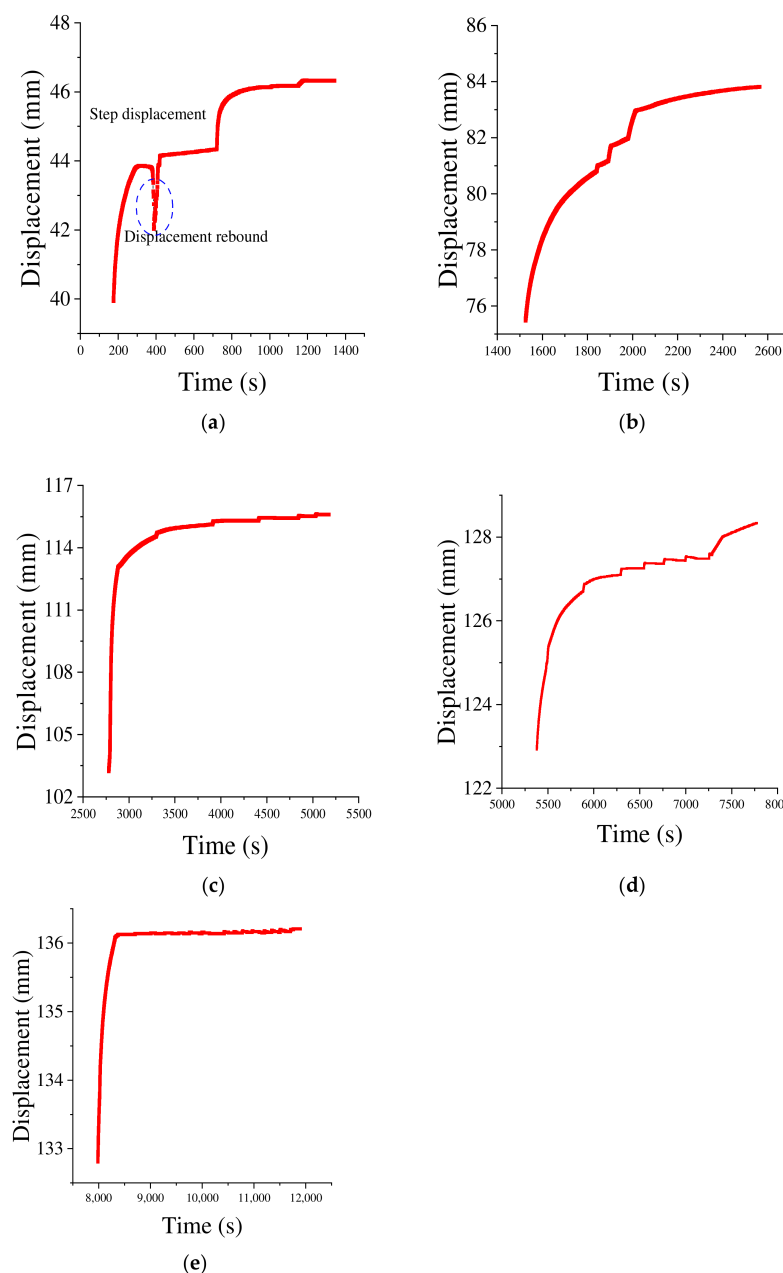 48
46
44
42
40
Displacement (mm)
Step displacement
Displacement rebound
0 200 400 600 800 1000 1200 1400
Time (s)
(a)
86
84
82
80
78
76
Displacement (mm)
1400 1600 1800 2000 2200 2400 2600
Time (s)
(b)
117
114
111
108
105
102
Displacement (mm)
2500 3000 3500 4000 4500 5000 5500
Time (s)
(c)
128
126
124
122
Displacement (mm)
5000 5500 6000 6500 7000 7500 800
Time (s)
(d)
136
135
134
133
Displacement (mm)
8,000 9,000 10,000 11,000 12,000
Time (s)
(e)